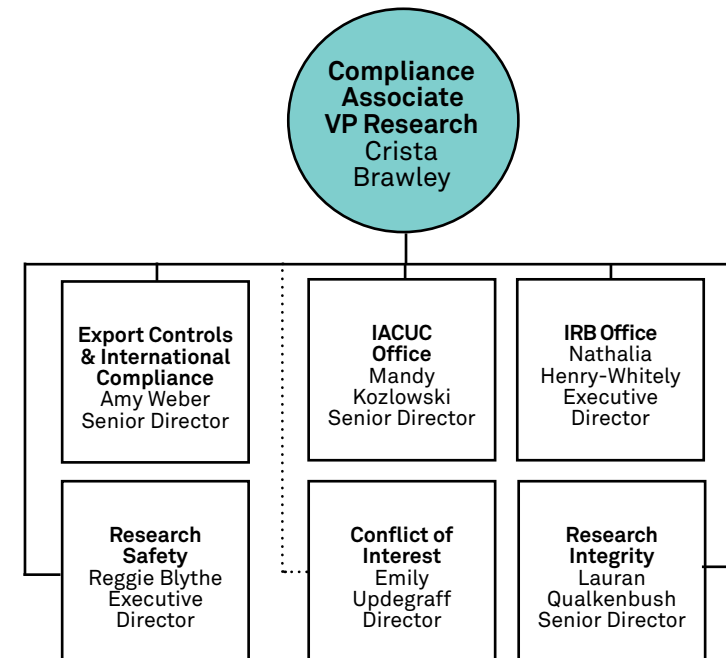 Compliance
Associate
VP Research
Crista
Brawley
Export Controls
& International
Compliance
Amy Weber
Senior Director
IACUC
Office
Mandy
Kozlowski
Senior Director
IRB Office
Nathalia
Henry-Whitely
Executive
Director
Research
Safety
Reggie Blythe
Executive
Director
Conflict of
Interest
Emily
Updegraff
Director
Research
Integrity
Lauran
Qualkenbush
Senior Director